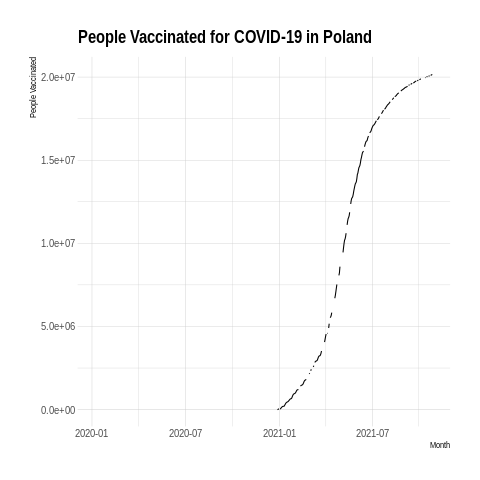 People Vaccinated for COVID-19 in Poland
People Vaccinated
2.0e+07
1.5e+07
1.0e+07
5.0e+06
0.0e+00
2020-01 2020-07 2021-01 2021-07
Month